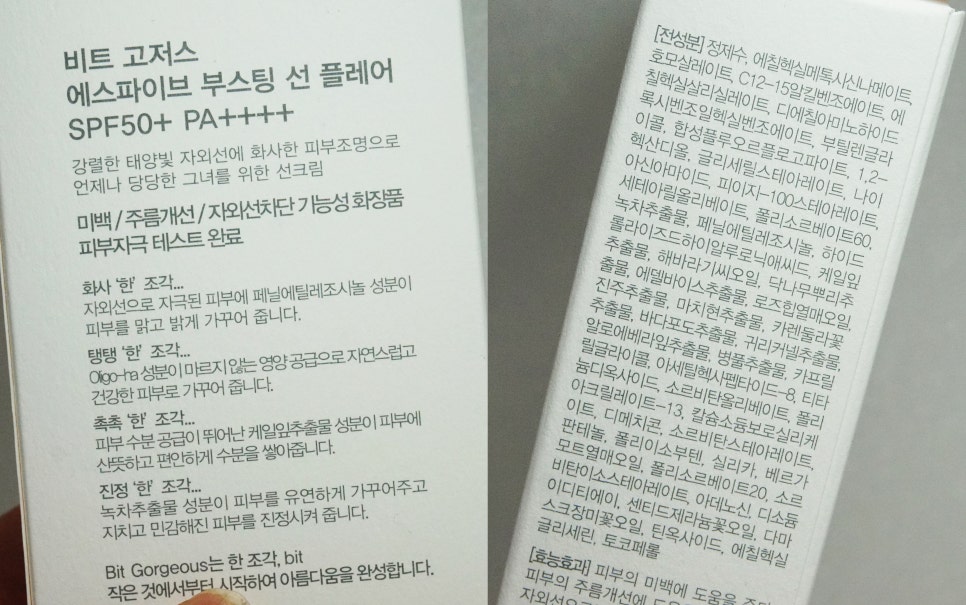 비트 고저스
에스파이브 부스팅 선 플레어
SPF50+ PA++++
강렬한 태양빛 자외선에 화사한 피부조명으로
언제나 당당한 그녀를 위한 선크림
미백/주름개선/자외선차단 기능성 화장품
피부자극 테스트 완료
화사 '한' 조각...
자외선으로 자극된 피부에 페닐에틸레조시놀 성분이
피부를 맑고 밝게 가꾸어 줍니다.
탱탱 '한' 조각...
Oligo-ha 성분이 마르지 않는 영양 공급으로 자연스럽고
건강한 피부로 가꾸어 줍니다.
촉촉 '한' 조각...
피부 수분 공급이 뛰어난 케일잎추출물 성분이 피부에
산뜻하고 편안하게 수분을 쌓아줍니다.
진정 '한' 조각...
녹차추출물 성분이 피부를 유연하게 가꾸어주고
지치고 민감해진 피부를 진정시켜 줍니다.
Bit Gorgeous는 한 조각, bit
작은 것에서부터 시작하여 아름다움을 완성합니다.
[전성분] 정제수, 에칠헥실메톡시신나메이트,
호모살레이트, C12-15알킬벤조에이트, 에
칠헥실살리실레이트, 디에칠아미노하이드
록시벤조일헥실벤조에이트, 부틸렌글라
이콜, 합성플루오르플로고파이트, 1,2-
헥산디올, 글리세릴스테아레이트, 나이
아신아마이드, 피이지-100스테아레이트,
세테아릴올리베이트, 폴리소르베이트60,
녹차추출물, 페닐에틸레조시놀, 하이드
롤라이즈드하이알루로닉애씨드, 케일잎
추출물, 해바라기씨오일, 닥나무뿌리추
출물, 에델바이스추출물, 로즈힙열매오일,
진주추출물, 마치현추출물, 카렌둘라꽃
추출물, 바다포도추출물, 귀리커넬추출물,
알로에베라잎추출물, 병풀추출물, 카프릴
릴글라이콜, 아세틸헥사펩타이드-8, 티타
늄디옥사이드, 소르비탄올리베이트, 폴리
아크릴레이트-13, 칼슘소듐보로실리케
이트, 디메치콘, 소르비탄스테아레이트,
판테놀, 폴리이소부텐, 실리카, 베르가
모트열매오일, 폴리소르베이트20, 소르
비탄이소스테아레이트, 아데노신, 디소듐
이디티에이, 센티드제라늄꽃오일, 다마
스크장미꽃오일, 틴옥사이드, 에칠헥실
글리세린, 토코페롤
[효능효과] 피부의 미백에 도움을
피부의 주름개선에
자외선으로